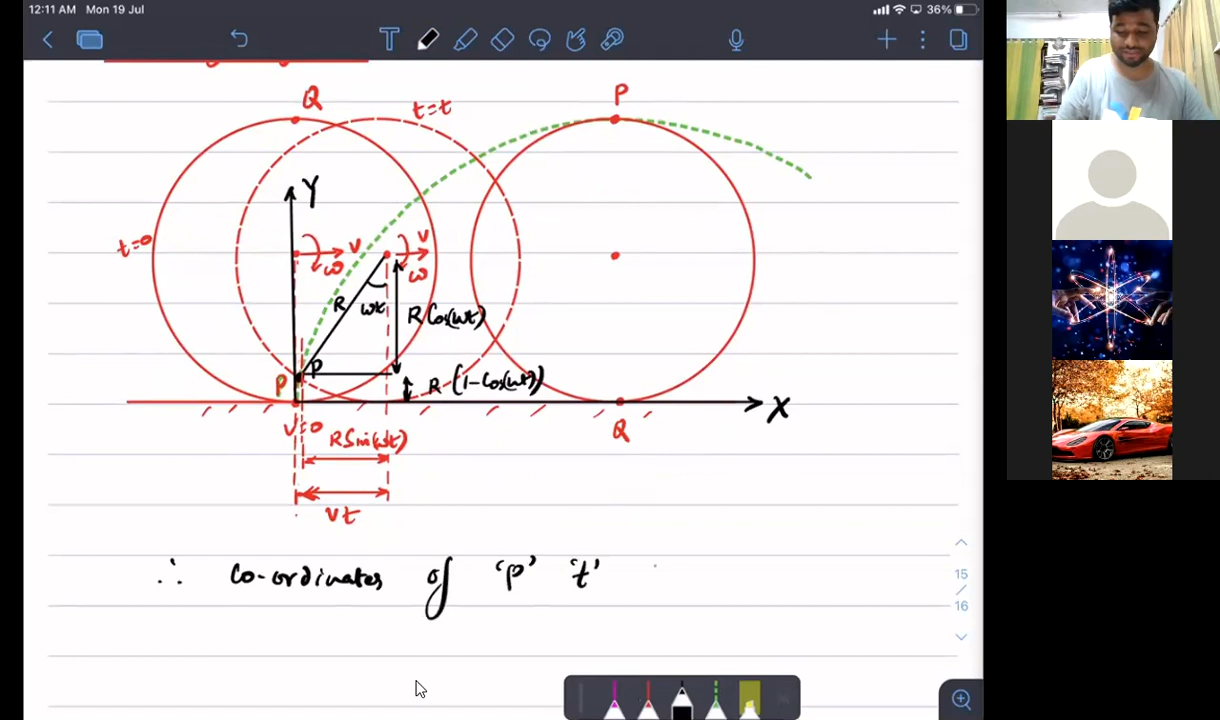 12:11 AM Mon 19 Jul
36%
T
Q
t=t
P
Y
t=0
V
ω
V
ω
R
ωt
R Cos(ωt)
P
P
R (1-Cos(ωt))
X
V=0
R Sin(ωt)
Q
Vt
∴ Co-ordinates of 'p' 't'
15
/
16